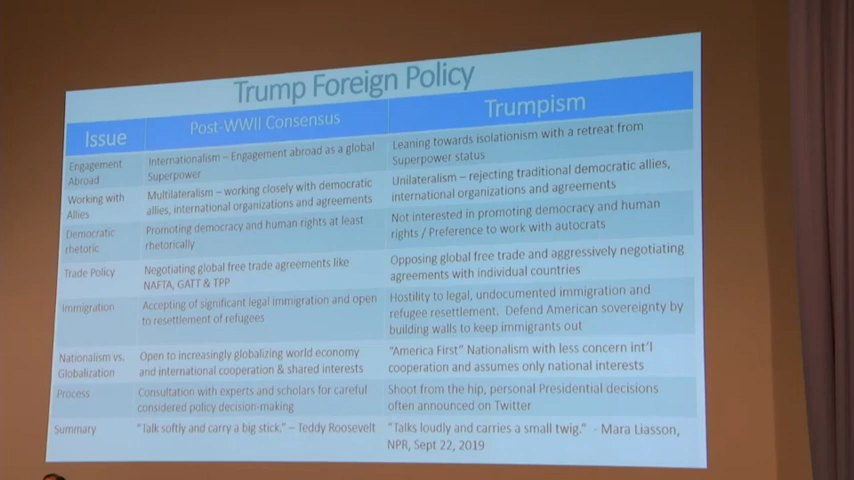 Trump Foreign Policy
Issue
Post-WWII Consensus
Trumpism
Engagement
Abroad
Internationalism – Engagement abroad as a global
Superpower
Leaning towards isolationism with a retreat from
Superpower status
Working with
Allies
Multilateralism – working closely with democratic
allies, international organizations and agreements
Unilateralism – rejecting traditional democratic allies,
international organizations and agreements
Democratic
rhetoric
Promoting democracy and human rights at least
rhetorically
Not interested in promoting democracy and human
rights / Preference to work with autocrats
Trade Policy
Negotiating global free trade agreements like
NAFTA, GATT & TPP
Opposing global free trade and aggressively negotiating
agreements with individual countries
Immigration
Accepting of significant legal immigration and open
to resettlement of refugees
Hostility to legal, undocumented immigration and
refugee resettlement. Defend American sovereignty by
building walls to keep immigrants out
Nationalism vs.
Globalization
Open to increasingly globalizing world economy
and international cooperation & shared interests
"America First" Nationalism with less concern int'l
cooperation and assumes only national interests
Process
Consultation with experts and scholars for careful
considered policy decision-making
Shoot from the hip, personal Presidential decisions
often announced on Twitter
Summary
"Talk softly and carry a big stick." – Teddy Roosevelt
"Talks loudly and carries a small twig." - Mara Liasson,
NPR, Sept 22, 2019